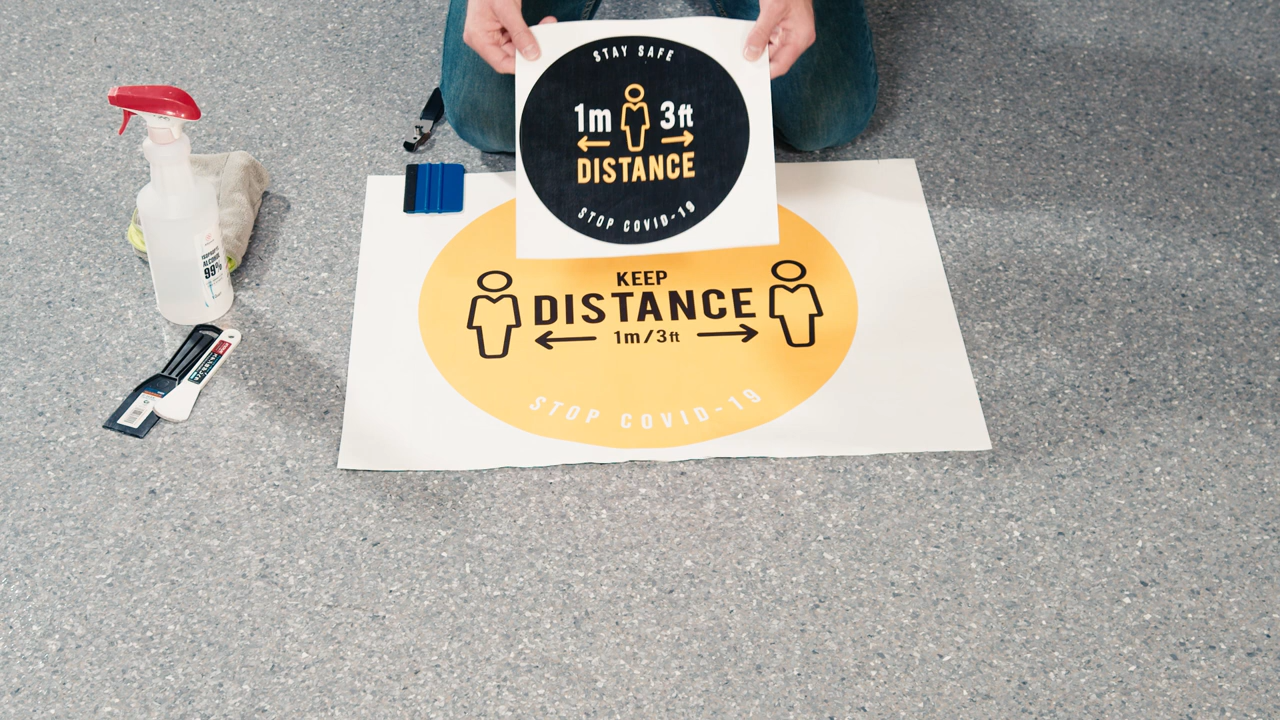 STAY SAFE
1m 3ft
DISTANCE
STOP COVID-19
KEEP
DISTANCE
1m/3ft
STOP COVID-19
ALCOHOL
99%